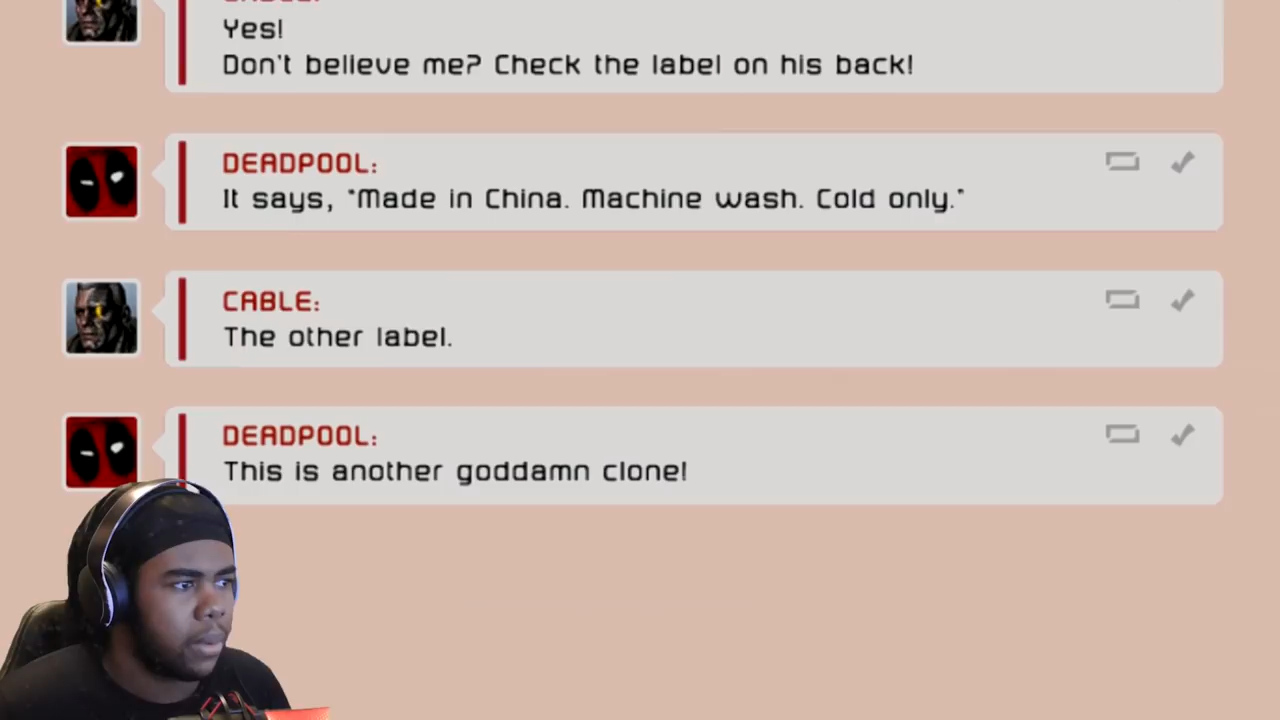 Yes!
Don't believe me? Check the label on his back!
DEADPOOL:
It says, "Made in China. Machine wash. Cold only."
CABLE:
The other label.
DEADPOOL:
This is another goddamn clone!